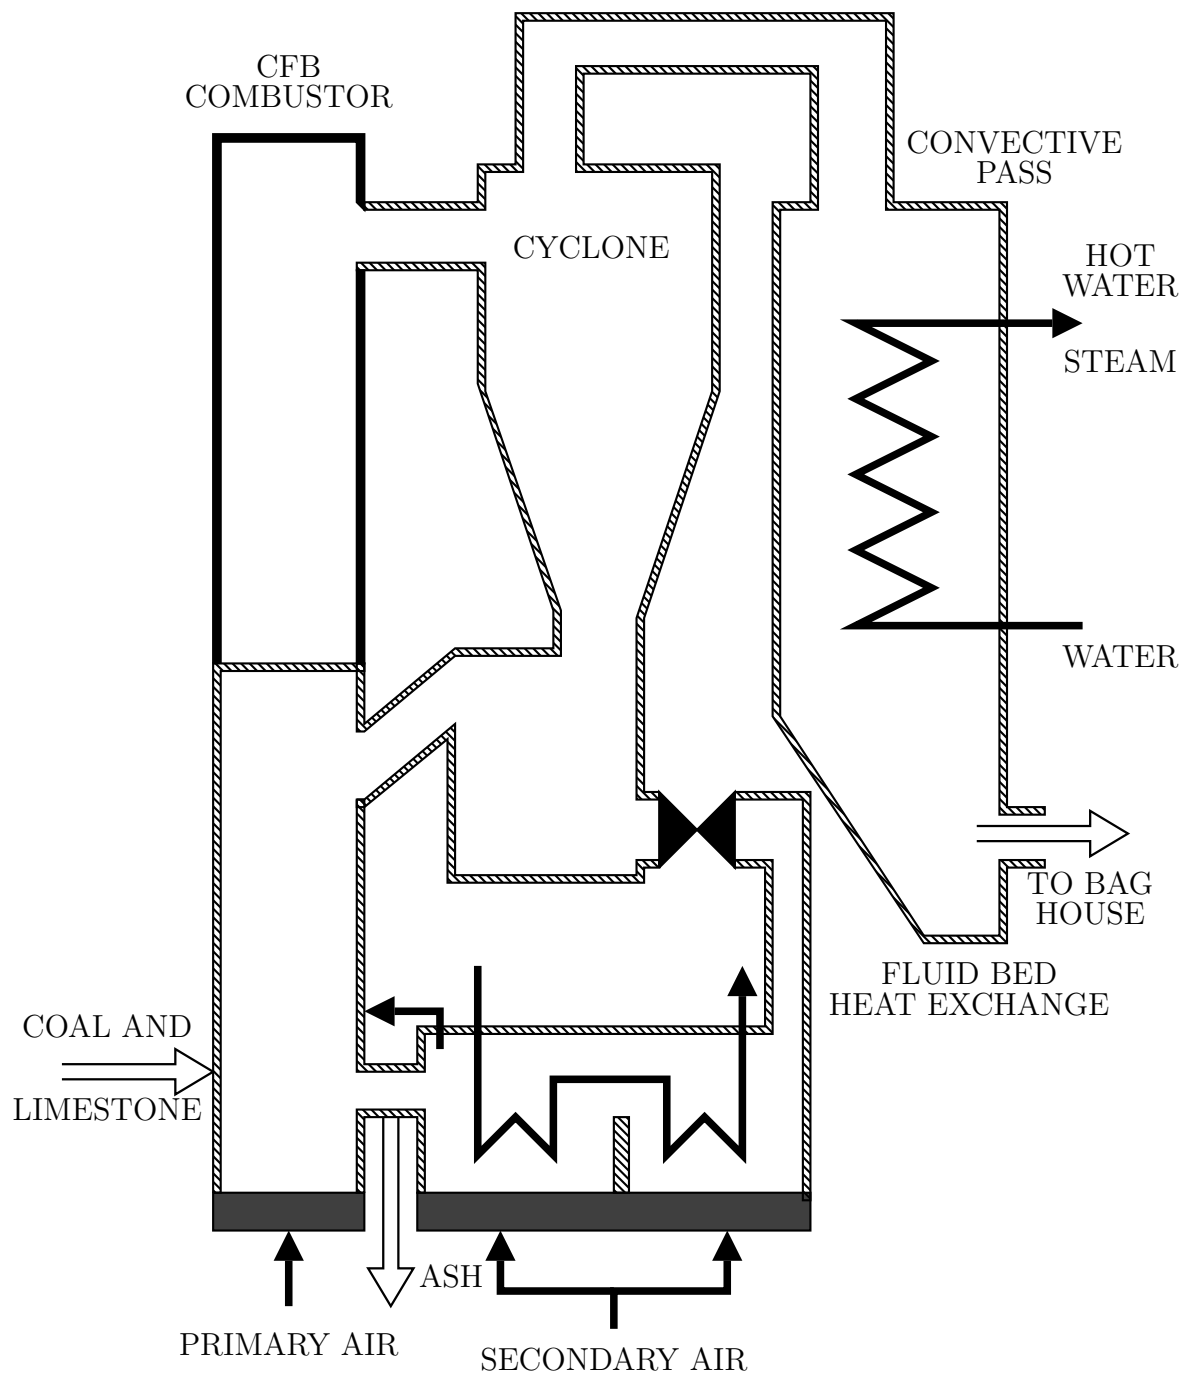 CFB
COMBUSTOR
CONVECTIVE
PASS
CYCLONE
HOT
WATER
STEAM
WATER
TO BAG
HOUSE
FLUID BED
HEAT EXCHANGE
COAL AND
LIMESTONE
ASH
PRIMARY AIR
SECONDARY AIR